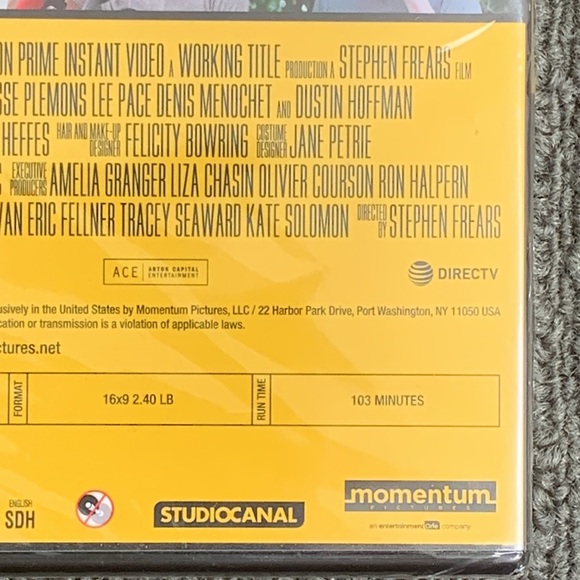 ON PRIME INSTANT VIDEO A WORKING TITLE PRODUCTION A STEPHEN FREARS FILM
SSE PLEMONS LEE PACE DENIS MENOCHET AND DUSTIN HOFFMAN
HEFFES HAIR AND MAKE-UP DESIGNER FELICITY BOWRING COSTUME DESIGNER JANE PETRIE
EXECUTIVE PRODUCERS AMELIA GRANGER LIZA CHASIN OLIVIER COURSON RON HALPERN
VAN ERIC FELLNER TRACEY SEAWARD KATE SOLOMON DIRECTED BY STEPHEN FREARS
ACE ANTON CAPITAL ENTERTAINMENT
DIRECTV
usively in the United States by Momentum Pictures, LLC / 22 Harbor Park Drive, Port Washington, NY 11050 USA
cation or transmission is a violation of applicable laws.
ctures.net
FORMAT 16x9 2.40 LB RUN TIME 103 MINUTES
ENGLISH
SDH
STUDIOCANAL
momentum
PICTURES
an entertainment One company